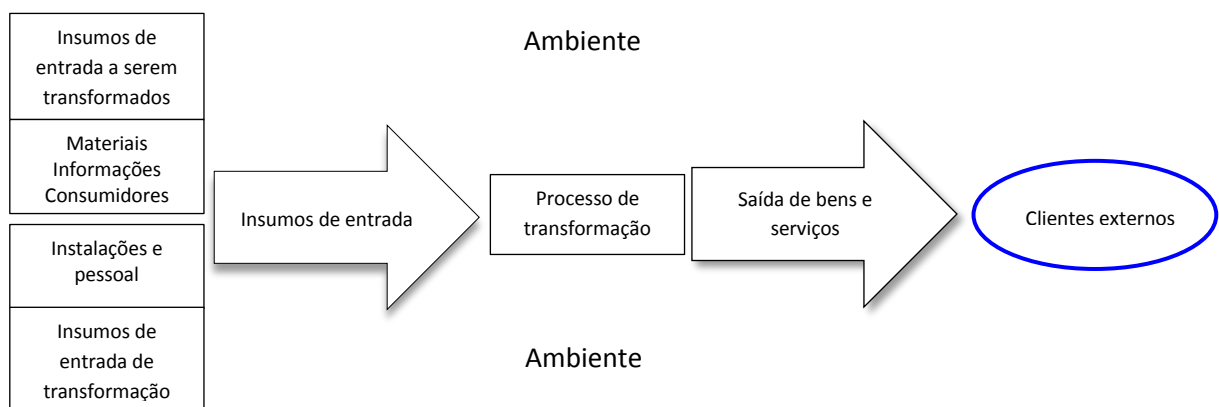 Insumos de
entrada a serem
transformados
Materiais
Informações
Consumidores
Instalações e
pessoal
Insumos de
entrada de
transformação
Ambiente
Insumos de entrada
Processo de
transformação
Saída de bens e
serviços
Clientes externos
Ambiente